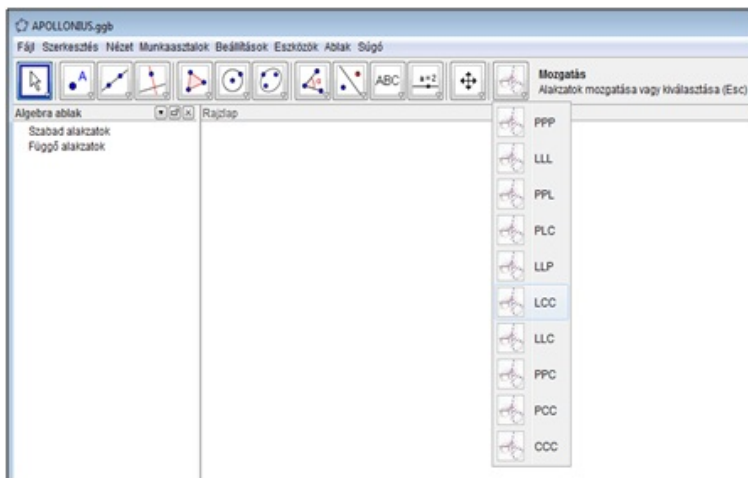 APOLLONIUS.ggb
Fájl Szerkesztés Nézet Munkaasztalok Beállítások Eszközök Ablak Súgó
A
ABC
a=2
Mozgatás
Alakzatok mozgatása vagy kiválasztása (Esc)
Algebra ablak
Rajzlap
Szabad alakzatok
Függő alakzatok
PPP
LLL
PPL
PLC
LLP
LCC
LLC
PPC
PCC
CCC